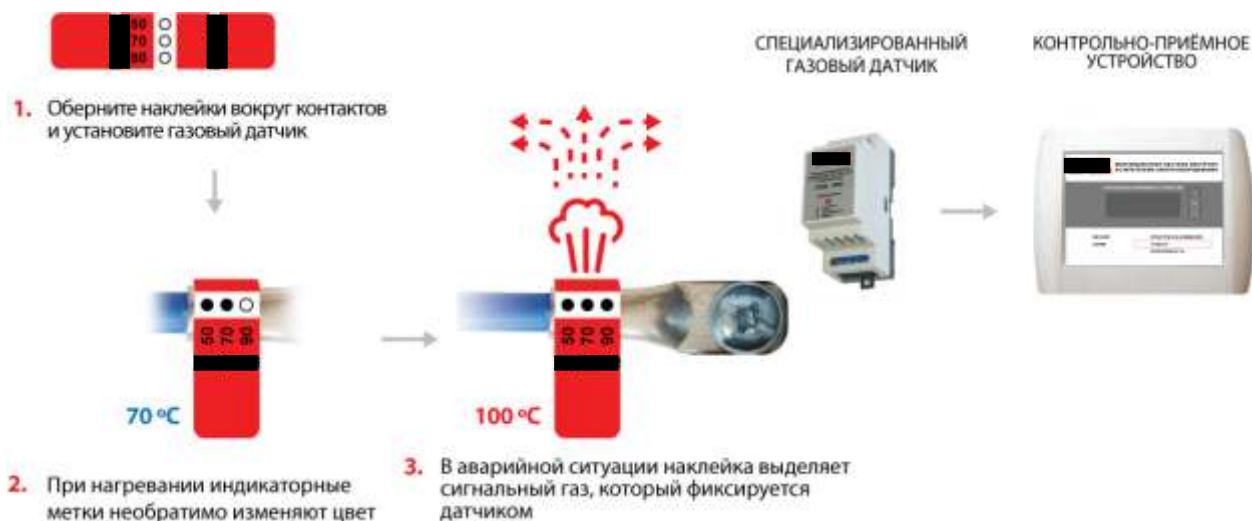 50
70
90
1. Оберните наклейки вокруг контактов
и установите газовый датчик
СПЕЦИАЛИЗИРОВАННЫЙ
ГАЗОВЫЙ ДАТЧИК
КОНТРОЛЬНО-ПРИЁМНОЕ
УСТРОЙСТВО
50 70 90
70 ºC
50 70 90
100 ºC
2. При нагревании индикаторные
метки необратимо изменяют цвет
3. В аварийной ситуации наклейка выделяет
сигнальный газ, который фиксируется
датчиком